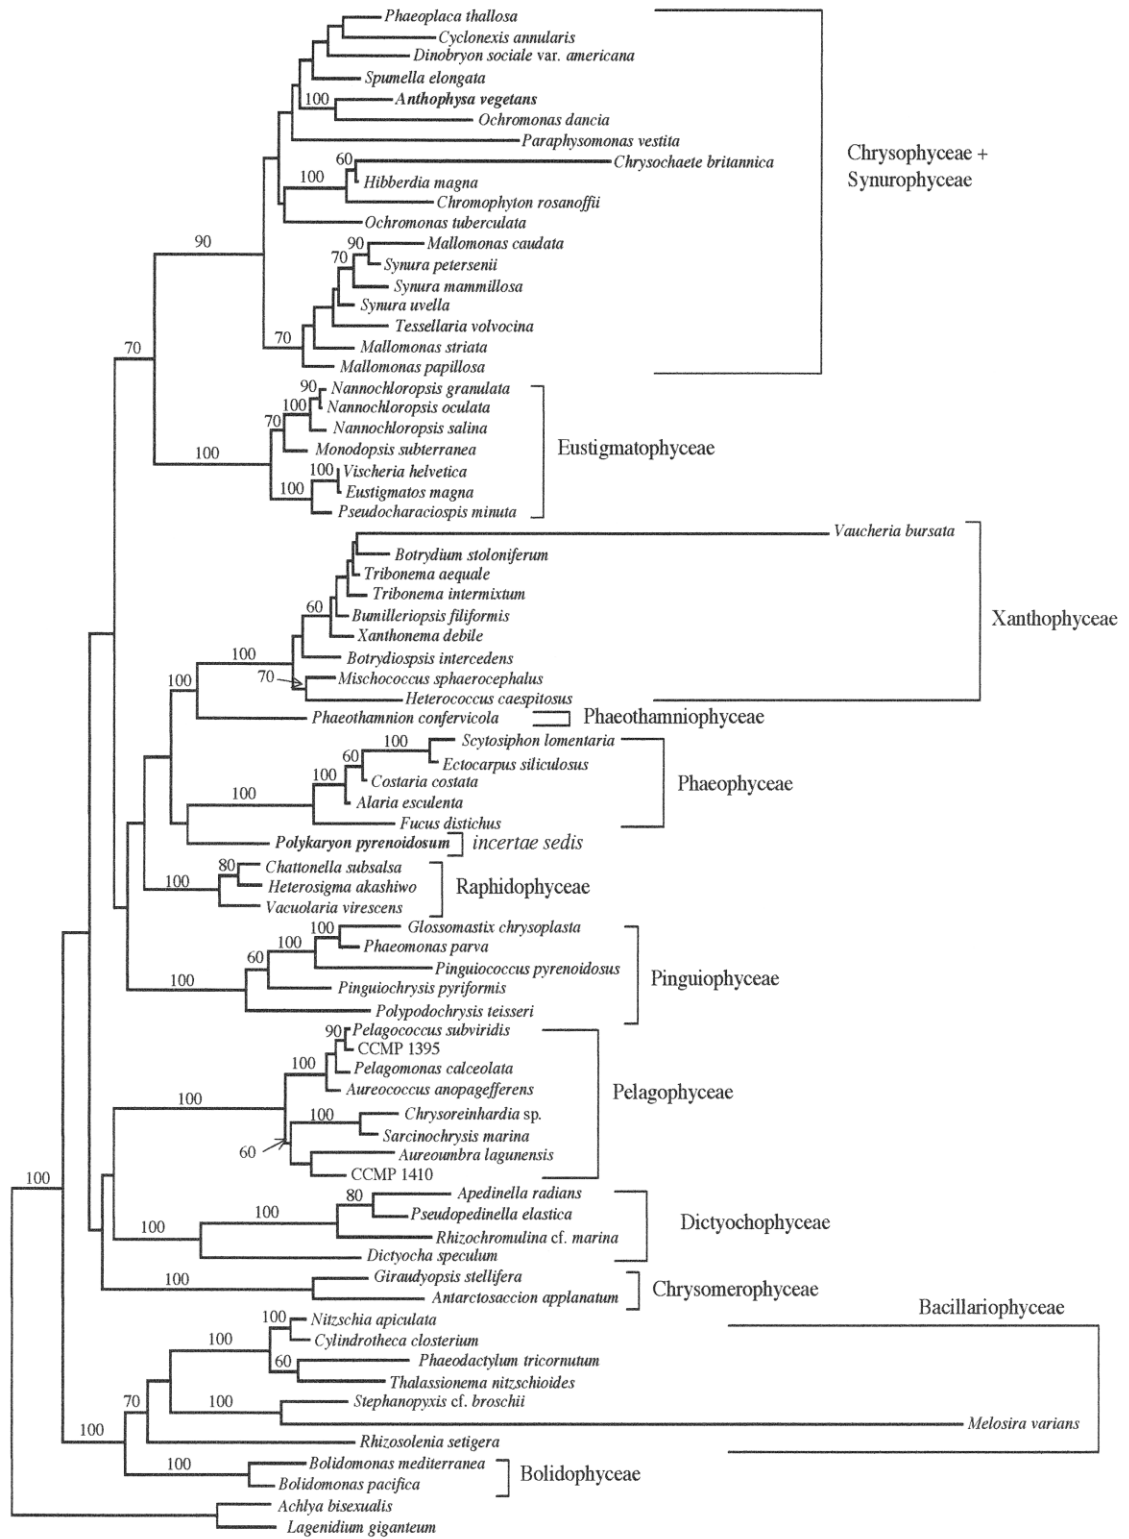 Phaeoplaca thallosa
Cyclonexis annularis
Dinobryon sociale var. americana
Spumella elongata
100 Anthophysa vegetans
Ochromonas dancia
Paraphysomonas vestita
Chrysophyceae +
Synurophyceae
60 Chrysochaete britannica
100 Hibberdia magna
Chromophyton rosanoffii
Ochromonas tuberculata
90
90 Mallomonas caudata
70 Synura petersenii
Synura mammillosa
Synura uvella
Tessellaria volvocina
70 Mallomonas striata
Mallomonas papillosa
70
90 Nannochloropsis granulata
100 Nannochloropsis oculata
70 Nannochloropsis salina
Monodopsis subterranea
Eustigmatophyceae
100
100 Vischeria helvetica
100 Eustigmatos magna
Pseudocharaciospis minuta
Vaucheria bursata
Botrydium stoloniferum
Tribonema aequale
Tribonema intermixtum
60 Bumilleriopsis filiformis
Xanthophyceae
Xanthonema debile
100 Botrydiospsis intercedens
70 Mischococcus sphaerocephalus
100
Heterococcus caespitosus
Phaeothamnion confervicola Phaeothamniophyceae
100 Scytosiphon lomentaria
60 Ectocarpus siliculosus
100 Costaria costata
Phaeophyceae
100 Alaria esculenta
Fucus distichus
Polykaryon pyrenoidosum incertae sedis
80 Chattonella subsalsa
100 Heterosigma akashiwo Raphidophyceae
Vacuolaria virescens
100 Glossomastix chrysoplasta
100 Phaeomonas parva
60 Pinguiococcus pyrenoidosus
100 Pinguiochrysis pyriformis
Pinguiophyceae
Polypodochrysis teisseri
90 Pelagococcus subviridis
CCMP 1395
100 Pelagomonas calceolata
Aureococcus anopagefferens
Pelagophyceae
100
100 Chrysoreinhardia sp.
Sarcinochrysis marina
60 Aureoumbra lagunensis
CCMP 1410
100
80 Apedinella radians
100 Pseudopedinella elastica
Dictyochophyceae
100 Rhizochromulina cf. marina
Dictyocha speculum
100 Giraudyopsis stellifera
Chrysomerophyceae
Antarctosaccion applanatum
Bacillariophyceae
100 Nitzschia apiculata
100 Cylindrotheca closterium
60 Phaeodactylum tricornutum
Thalassionema nitzschioides
70 100 Stephanopyxis cf. broschii
Melosira varians
100 Rhizosolenia setigera
100 Bolidomonas mediterranea
Bolidophyceae
Bolidomonas pacifica
Achlya bisexualis
Lagenidium giganteum